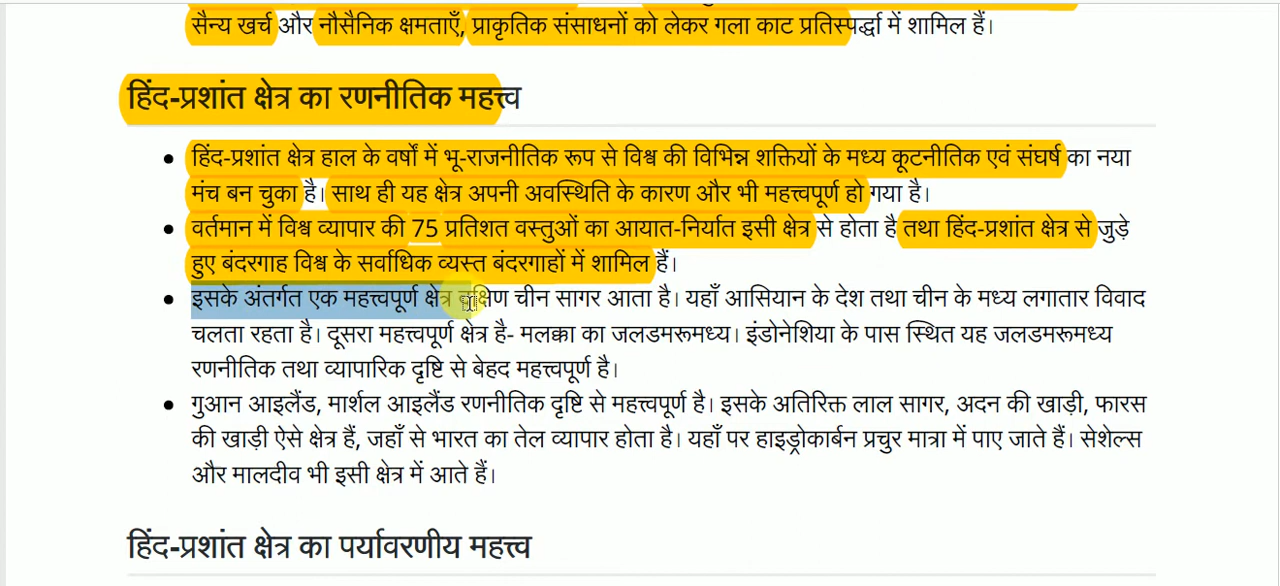 सैन्य खर्च और नौसैनिक क्षमताएँ, प्राकृतिक संसाधनों को लेकर गला काट प्रतिस्पर्द्धा में शामिल हैं।
हिंद-प्रशांत क्षेत्र का रणनीतिक महत्त्व
• हिंद-प्रशांत क्षेत्र हाल के वर्षों में भू-राजनीतिक रूप से विश्व की विभिन्न शक्तियों के मध्य कूटनीतिक एवं संघर्ष का नया
मंच बन चुका है। साथ ही यह क्षेत्र अपनी अवस्थिति के कारण और भी महत्त्वपूर्ण हो गया है।
• वर्तमान में विश्व व्यापार की 75 प्रतिशत वस्तुओं का आयात-निर्यात इसी क्षेत्र से होता है तथा हिंद-प्रशांत क्षेत्र से जुड़े
हुए बंदरगाह विश्व के सर्वाधिक व्यस्त बंदरगाहों में शामिल हैं।
• इसके अंतर्गत एक महत्त्वपूर्ण क्षेत्र दक्षिण चीन सागर आता है। यहाँ आसियान के देश तथा चीन के मध्य लगातार विवाद
चलता रहता है। दूसरा महत्त्वपूर्ण क्षेत्र है- मलक्का का जलडमरूमध्य। इंडोनेशिया के पास स्थित यह जलडमरूमध्य
रणनीतिक तथा व्यापारिक दृष्टि से बेहद महत्त्वपूर्ण है।
• गुआन आइलैंड, मार्शल आइलैंड रणनीतिक दृष्टि से महत्त्वपूर्ण है। इसके अतिरिक्त लाल सागर, अदन की खाड़ी, फारस
की खाड़ी ऐसे क्षेत्र हैं, जहाँ से भारत का तेल व्यापार होता है। यहाँ पर हाइड्रोकार्बन प्रचुर मात्रा में पाए जाते हैं। सेशेल्स
और मालदीव भी इसी क्षेत्र में आते हैं।
हिंद-प्रशांत क्षेत्र का पर्यावरणीय महत्त्व